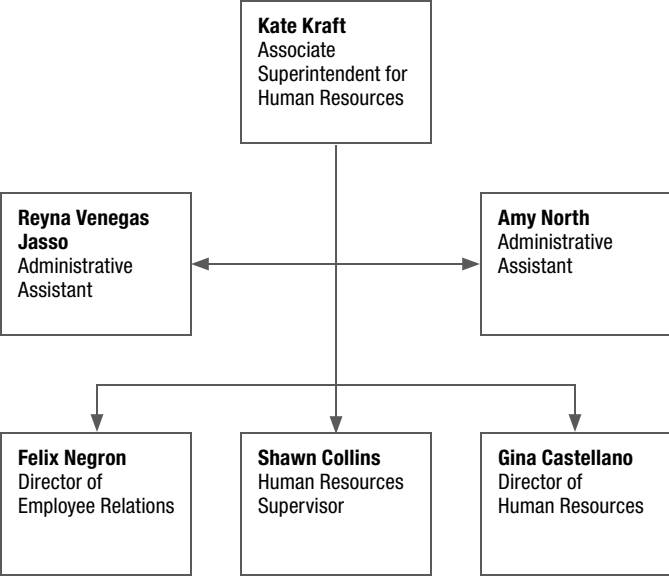 Kate Kraft
Associate
Superintendent for
Human Resources
Reyna Venegas
Jasso
Administrative
Assistant
Amy North
Administrative
Assistant
Felix Negron
Director of
Employee Relations
Shawn Collins
Human Resources
Supervisor
Gina Castellano
Director of
Human Resources